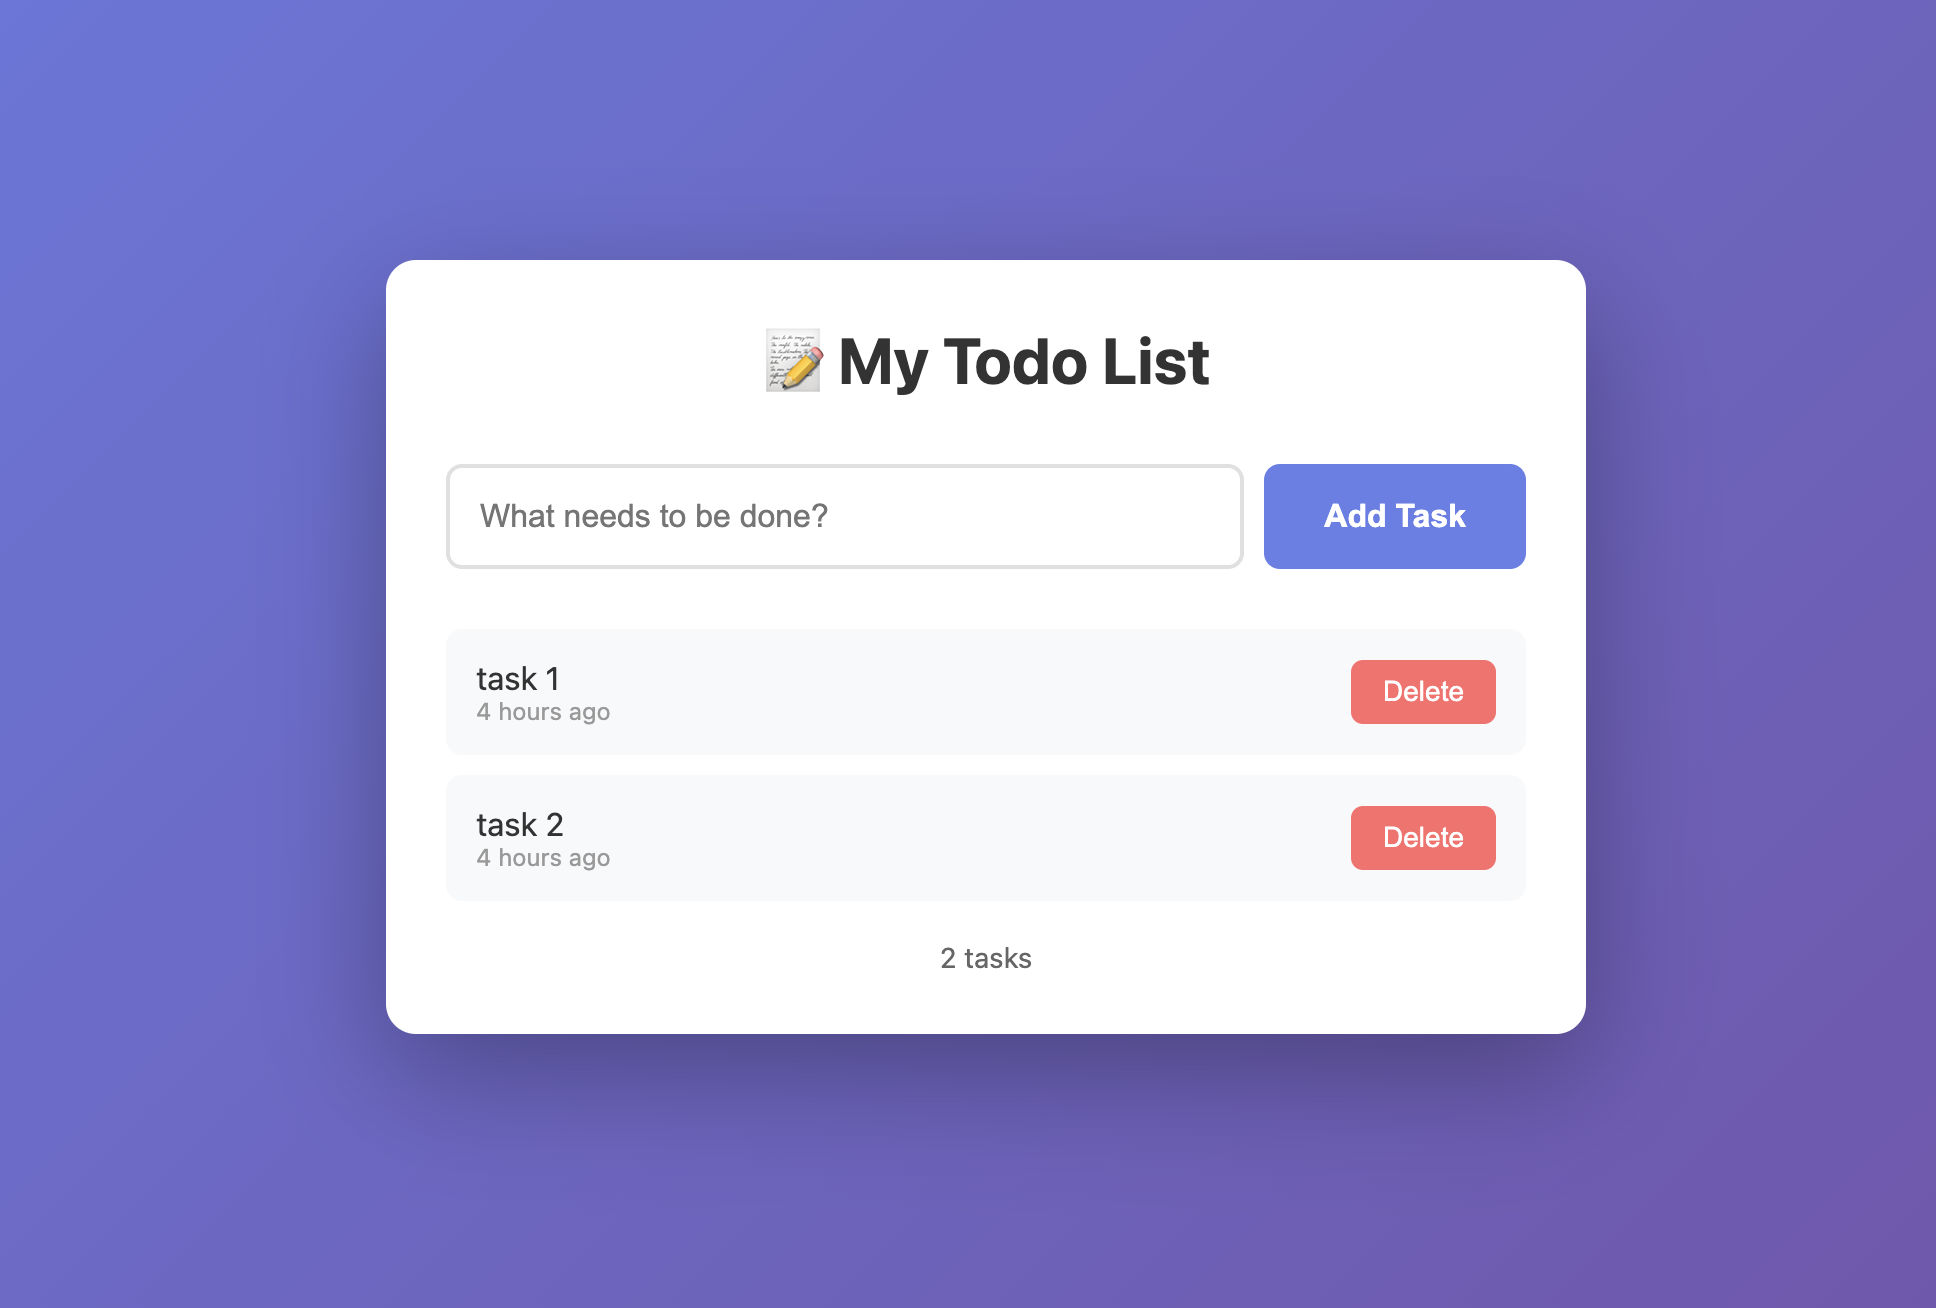 📝 My Todo List
What needs to be done?
Add Task
task 1
4 hours ago
Delete
task 2
4 hours ago
Delete
2 tasks